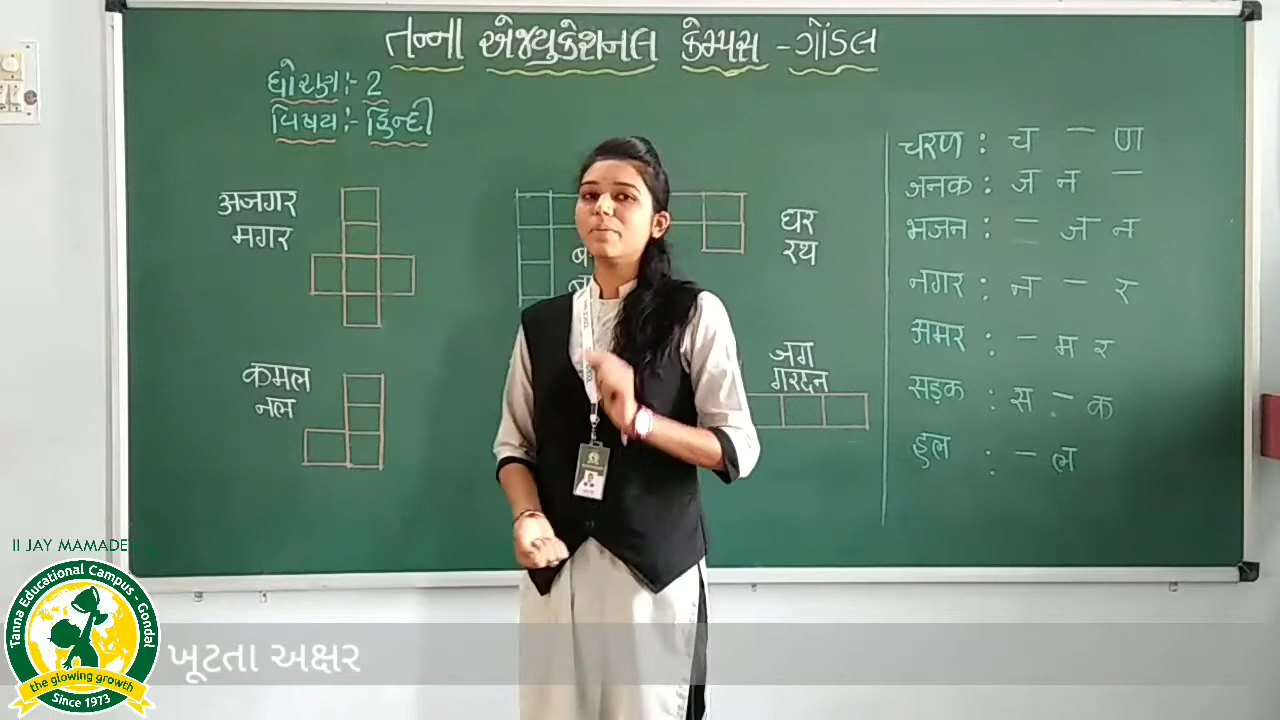 તન્ના એજ્યુકેશનલ કેમ્પસ - ગોંડલ
ધોરણ :- 2
વિષય :- હિન્દી
अजगर
मगर
कमल
नल
घर
रथ
जग
गरदन
चरण : च – ण
जनक : ज न –
भजन : – ज न
नगर : न – र
अमर : – म र
सड़क : स – क
हल : – ल
II JAY MAMADE
Tanna Educational Campus - Gondal
the glowing growth
Since 1973
ખૂટતા અક્ષર